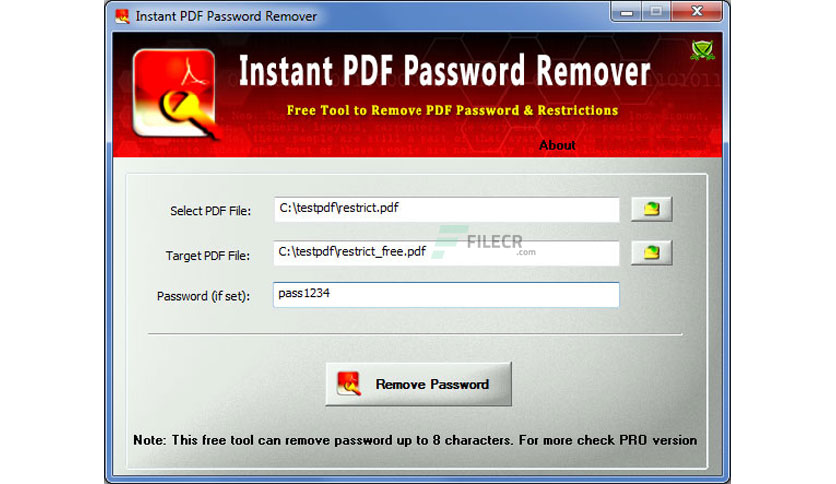 Instant PDF Password Remover
Instant PDF Password Remover
Free Tool to Remove PDF Password & Restrictions
About
Select PDF File: C:\testpdf\restrict.pdf
FILECR
.com
Target PDF File: C:\testpdf\restrict_free.pdf
Password (if set): pass1234
Remove Password
Note: This free tool can remove password up to 8 characters. For more check PRO version